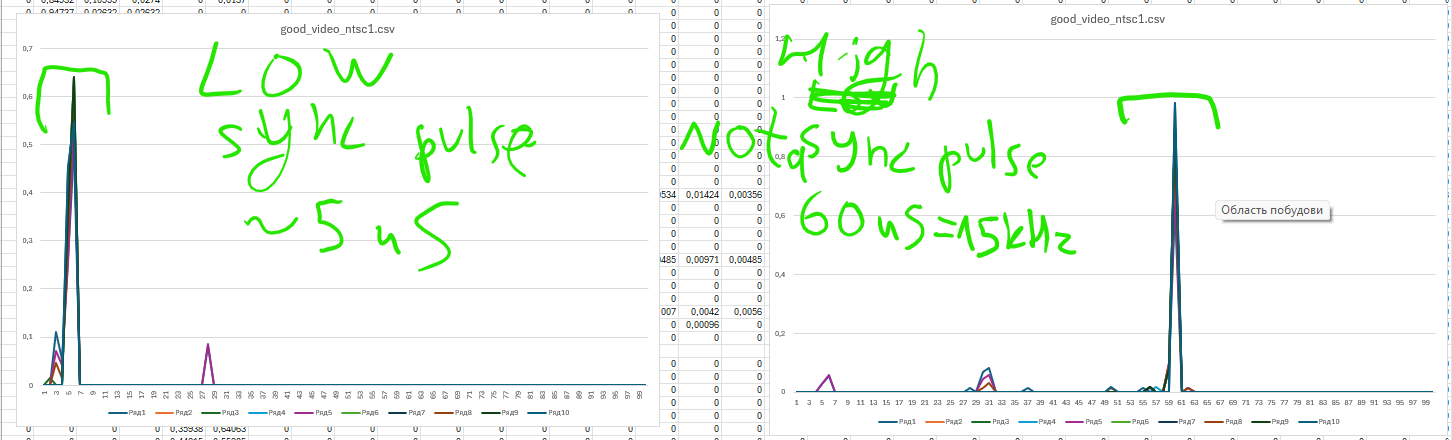 0,84532 0,18353 0,0274 0,0137
0,94737 0,02632 0,02632
good_video_ntsc1.csv
0,7
0,6
0,5
0,4
0,3
0,2
0,1
0
LOW
sync pulse
~5uS
1 3 5 7 9 11 13 15 17 19 21 23 25 27 29 31 33 35 37 39 41 43 45 47 49 51 53 55 57 59 61 63 65 67 69 71 73 75 77 79 81 83 85 87 89 91 93 95 97 99
Ряд1 Ряд2 Ряд3 Ряд4 Ряд5 Ряд6 Ряд7 Ряд8 Ряд9 Ряд10
0,35938 0,64063
0534 0,01424 0,00356
0485 0,00971 0,00485
007 0,0042 0,0056
0 0,00096 0
good_video_ntsc1.csv
1,2
1
0,8
0,6
0,4
0,2
0
High
Not a sync pulse
60uS=15kHz
Область побудови
1 3 5 7 9 11 13 15 17 19 21 23 25 27 29 31 33 35 37 39 41 43 45 47 49 51 53 55 57 59 61 63 65 67 69 71 73 75 77 79 81 83 85 87 89 91 93 95 97 99
Ряд1 Ряд2 Ряд3 Ряд4 Ряд5 Ряд6 Ряд7 Ряд8 Ряд9 Ряд10